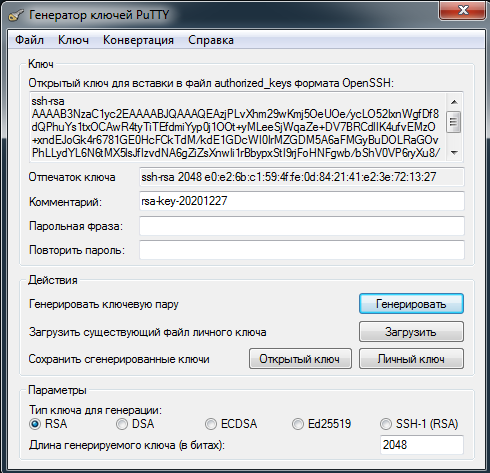 Генератор ключей PuTTY
Файл Ключ Конвертация Справка
Ключ
Открытый ключ для вставки в файл authorized_keys формата OpenSSH:
ssh-rsa
AAAAB3NzaC1yc2EAAAABJQAAAQEAzjPLvXhm29wKmj5OeUOe/ycLO52lxnWgfDf8
dQPhuYs1txOCAwR4tyTiTEfdmiYyp0j1OOt+yMLeeSjWqaZe+DV7BRCdlIK4ufvEMzO
+xndEJoGk4r6781GE0HcFCkTdM/kdE1GDcWI0IrMZGDM5A6aFMGyBuDOLRaGOv
PhLLydYL6N6tMX5lsJflzvdNA6gZiZsXnwIi1rBbypxStI9rjFoHNFgwb/bShV0VP6ryXu8/
Отпечаток ключа ssh-rsa 2048 e0:e2:6b:c1:59:4f:fe:0d:84:21:41:e2:3e:72:13:27
Комментарий: rsa-key-20201227
Парольная фраза:
Повторить пароль:
Действия
Генерировать ключевую пару Генерировать
Загрузить существующий файл личного ключа Загрузить
Сохранить сгенерированные ключи Открытый ключ Личный ключ
Параметры
Тип ключа для генерации:
RSA DSA ECDSA Ed25519 SSH-1 (RSA)
Длина генерируемого ключа (в битах): 2048